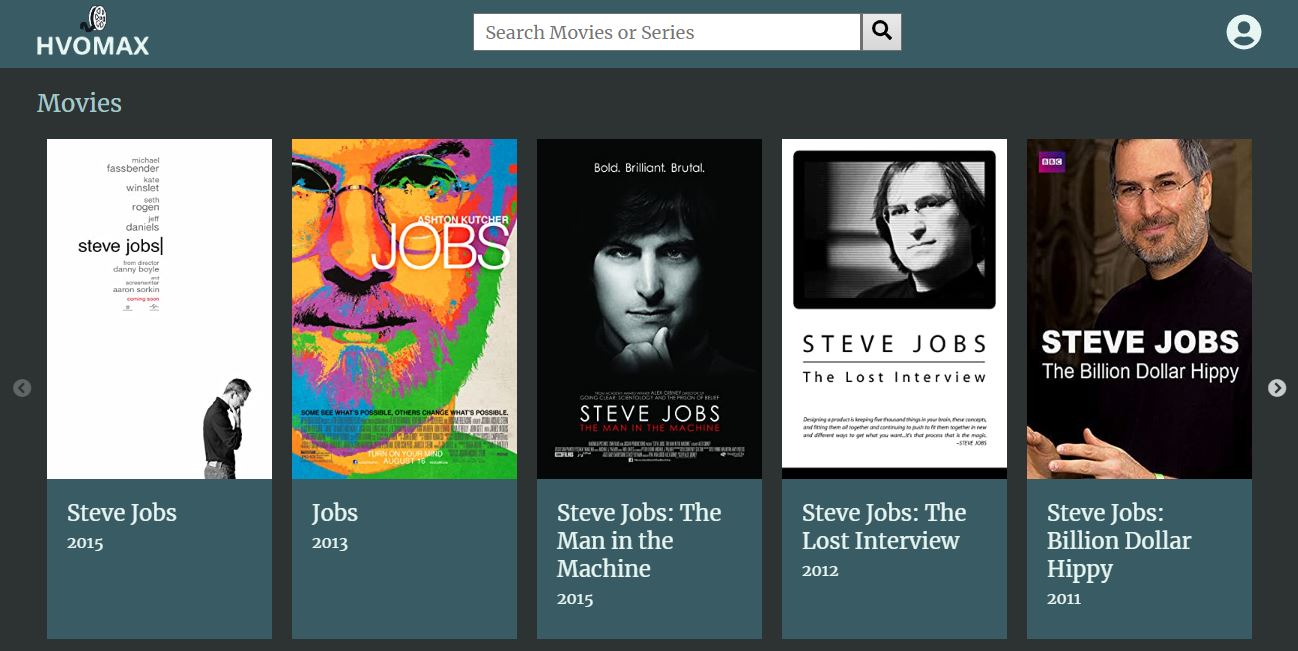 HVOMAX
Search Movies or Series
Movies
michael
fassbender
kate
winslet
seth
rogen
jeff
daniels
steve jobs
from director
danny boyle
and
screenwriter
aaron sorkin
coming soon
Steve Jobs
2015
ASHTON KUTCHER
JOBS
SOME SEE WHAT'S POSSIBLE, OTHERS CHANGE WHAT'S POSSIBLE.
TURN ON YOUR MIND
AUGUST 16
Jobs
2013
Bold. Brilliant. Brutal.
FROM ACADEMY AWARD WINNER ALEX GIBNEY, DIRECTOR OF
GOING CLEAR: SCIENTOLOGY AND THE PRISON OF BELIEF
STEVE JOBS
THE MAN IN THE MACHINE
Steve Jobs: The
Man in the
Machine
2015
STEVE JOBS
The Lost Interview
Designing a product is keeping five thousand things in your brain, these concepts,
and fitting them all together and continuing to push to fit them together in new
and different ways to get what you want...It's that process that is the magic.
–STEVE JOBS
Steve Jobs: The
Lost Interview
2012
BBC
STEVE JOBS
The Billion Dollar Hippy
Steve Jobs:
Billion Dollar
Hippy
2011